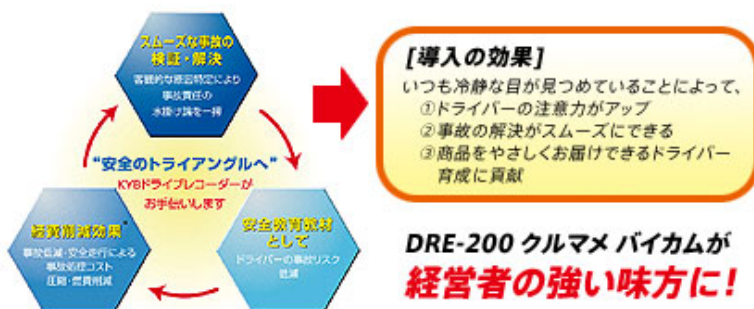 スムーズな事故の
検証・解決
客観的な原因特定により
事故責任の
水掛け論を一掃
"安全のトライアングルへ"
KYBドライブレコーダーが
お手伝いします
経費削減効果"
事故低減・安全走行による
事故処理コスト
圧縮・燃費削減
安全教育教材
として
ドライバーの事故リスク
低減
[導入の効果]
いつも冷静な目が見つめていることによって、
①ドライバーの注意力がアップ
②事故の解決がスムーズにできる
③商品をやさしくお届けできるドライバー
育成に貢献
DRE-200 クルマメ バイカムが
経営者の強い味方に!